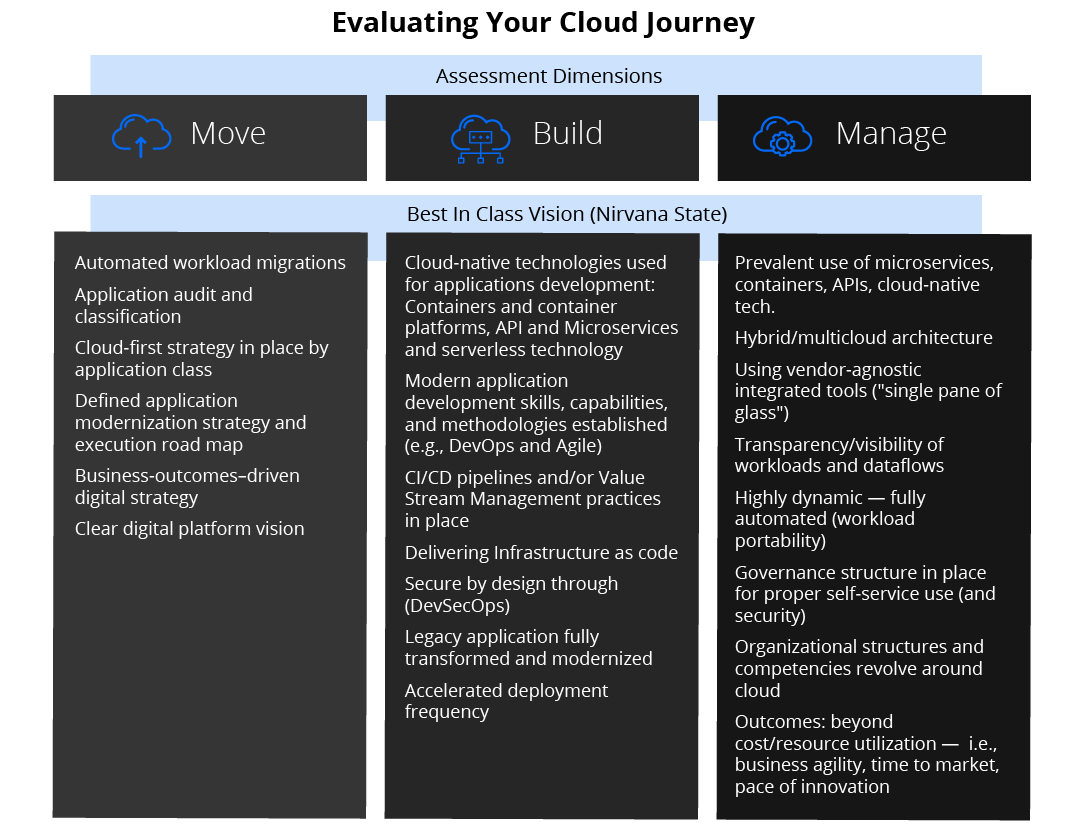 Evaluating Your Cloud Journey
Assessment Dimensions
Move
Build
Manage
Best In Class Vision (Nirvana State)
Automated workload migrations
Application audit and
classification
Cloud-first strategy in place by
application class
Defined application
modernization strategy and
execution road map
Business-outcomes–driven
digital strategy
Clear digital platform vision
Cloud-native technologies used
for applications development:
Containers and container
platforms, API and Microservices
and serverless technology
Modern application
development skills, capabilities,
and methodologies established
(e.g., DevOps and Agile)
CI/CD pipelines and/or Value
Stream Management practices
in place
Delivering Infrastructure as code
Secure by design through
(DevSecOps)
Legacy application fully
transformed and modernized
Accelerated deployment
frequency
Prevalent use of microservices,
containers, APIs, cloud-native
tech.
Hybrid/multicloud architecture
Using vendor-agnostic
integrated tools ("single pane of
glass")
Transparency/visibility of
workloads and dataflows
Highly dynamic — fully
automated (workload
portability)
Governance structure in place
for proper self-service use (and
security)
Organizational structures and
competencies revolve around
cloud
Outcomes: beyond
cost/resource utilization —  i.e.,
business agility, time to market,
pace of innovation